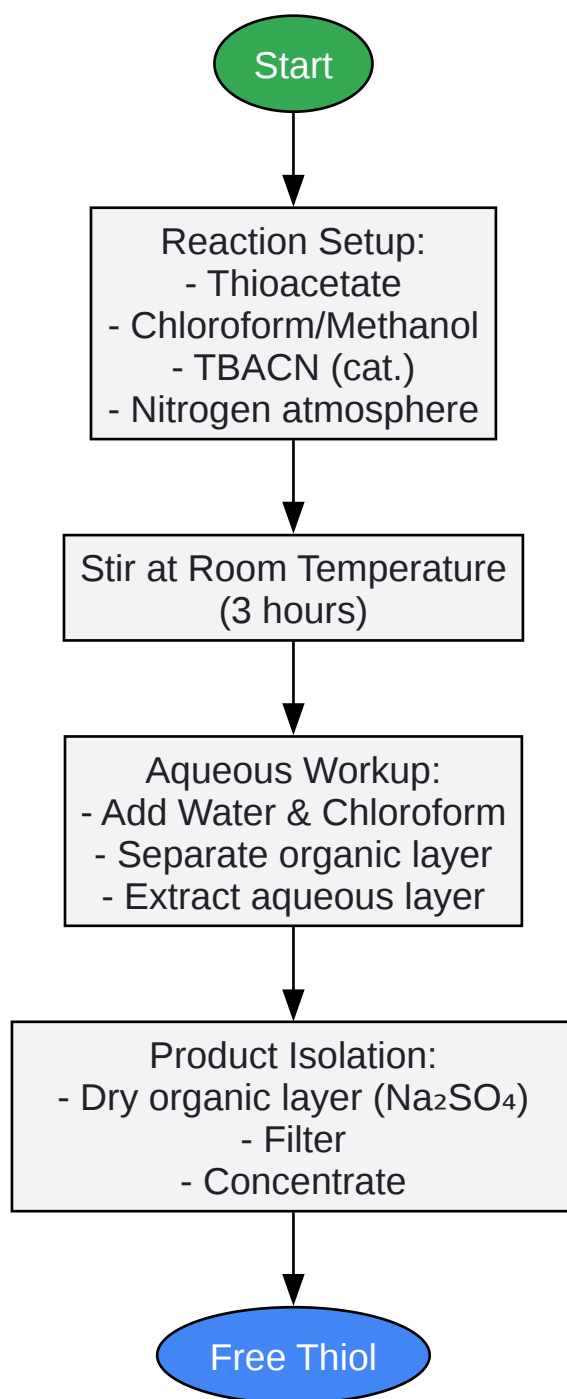 Start
Reaction Setup:
- Thioacetate
- Chloroform/Methanol
- TBACN (cat.)
- Nitrogen atmosphere
Stir at Room Temperature
(3 hours)
Aqueous Workup:
- Add Water & Chloroform
- Separate organic layer
- Extract aqueous layer
Product Isolation:
- Dry organic layer (Na₂SO₄)
- Filter
- Concentrate
Free Thiol